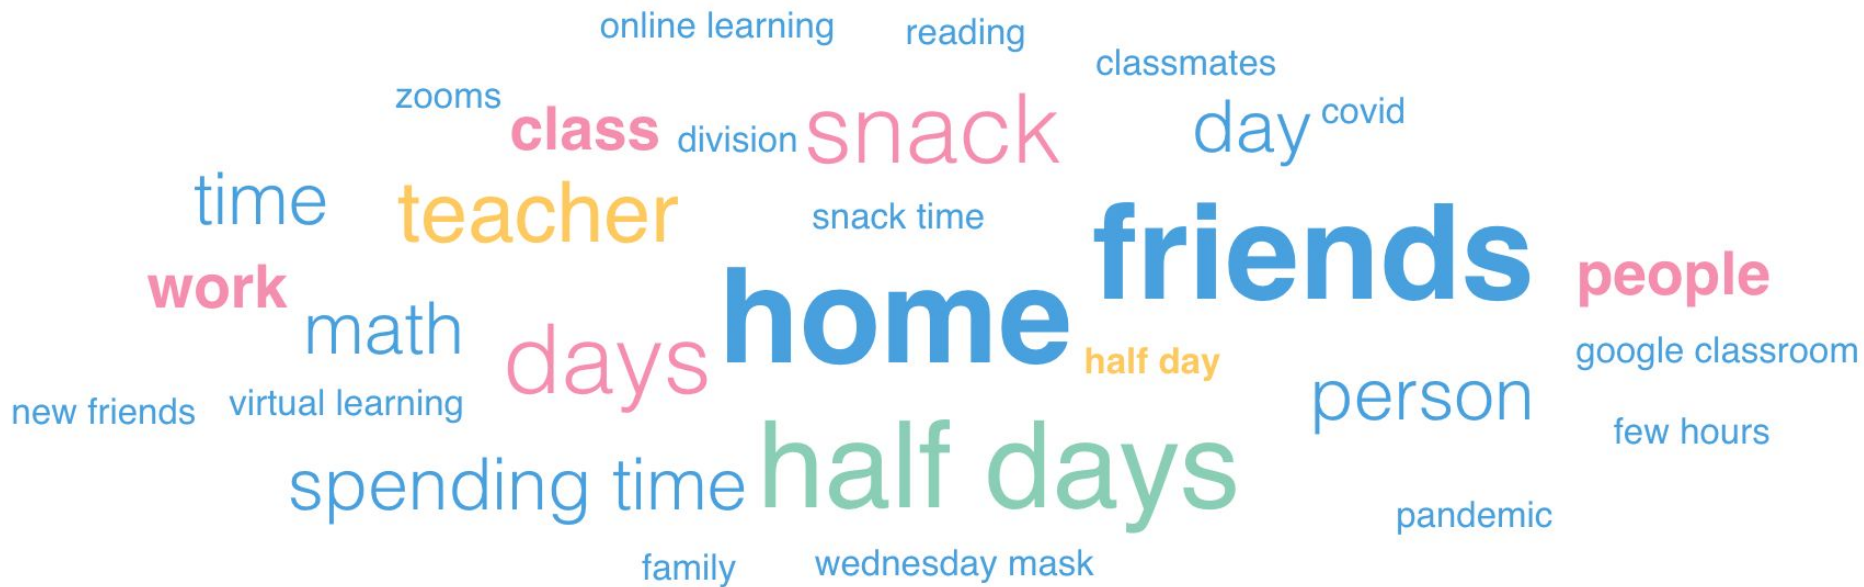 online learning
reading
classmates
zooms
class
division
snack
day
covid
time
teacher
snack time
friends
work
people
math
days
home
half day
google classroom
new friends
virtual learning
person
few hours
spending time
half days
pandemic
family
wednesday mask